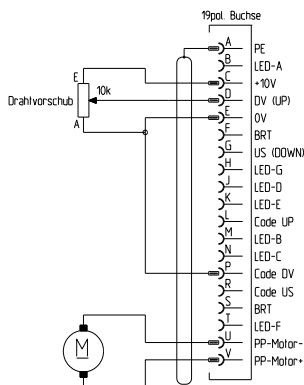 19pol. Buchse
A PE
B LED-A
C +10V
D DV (UP)
E 0V
F BRT
G US (DOWN)
H LED-G
J LED-D
K LED-E
L Code UP
M LED-B
N LED-C
P Code DV
R Code US
S BRT
T LED-F
U PP-Motor-
V PP-Motor+
E
10k
Drahtvorschub
A
M